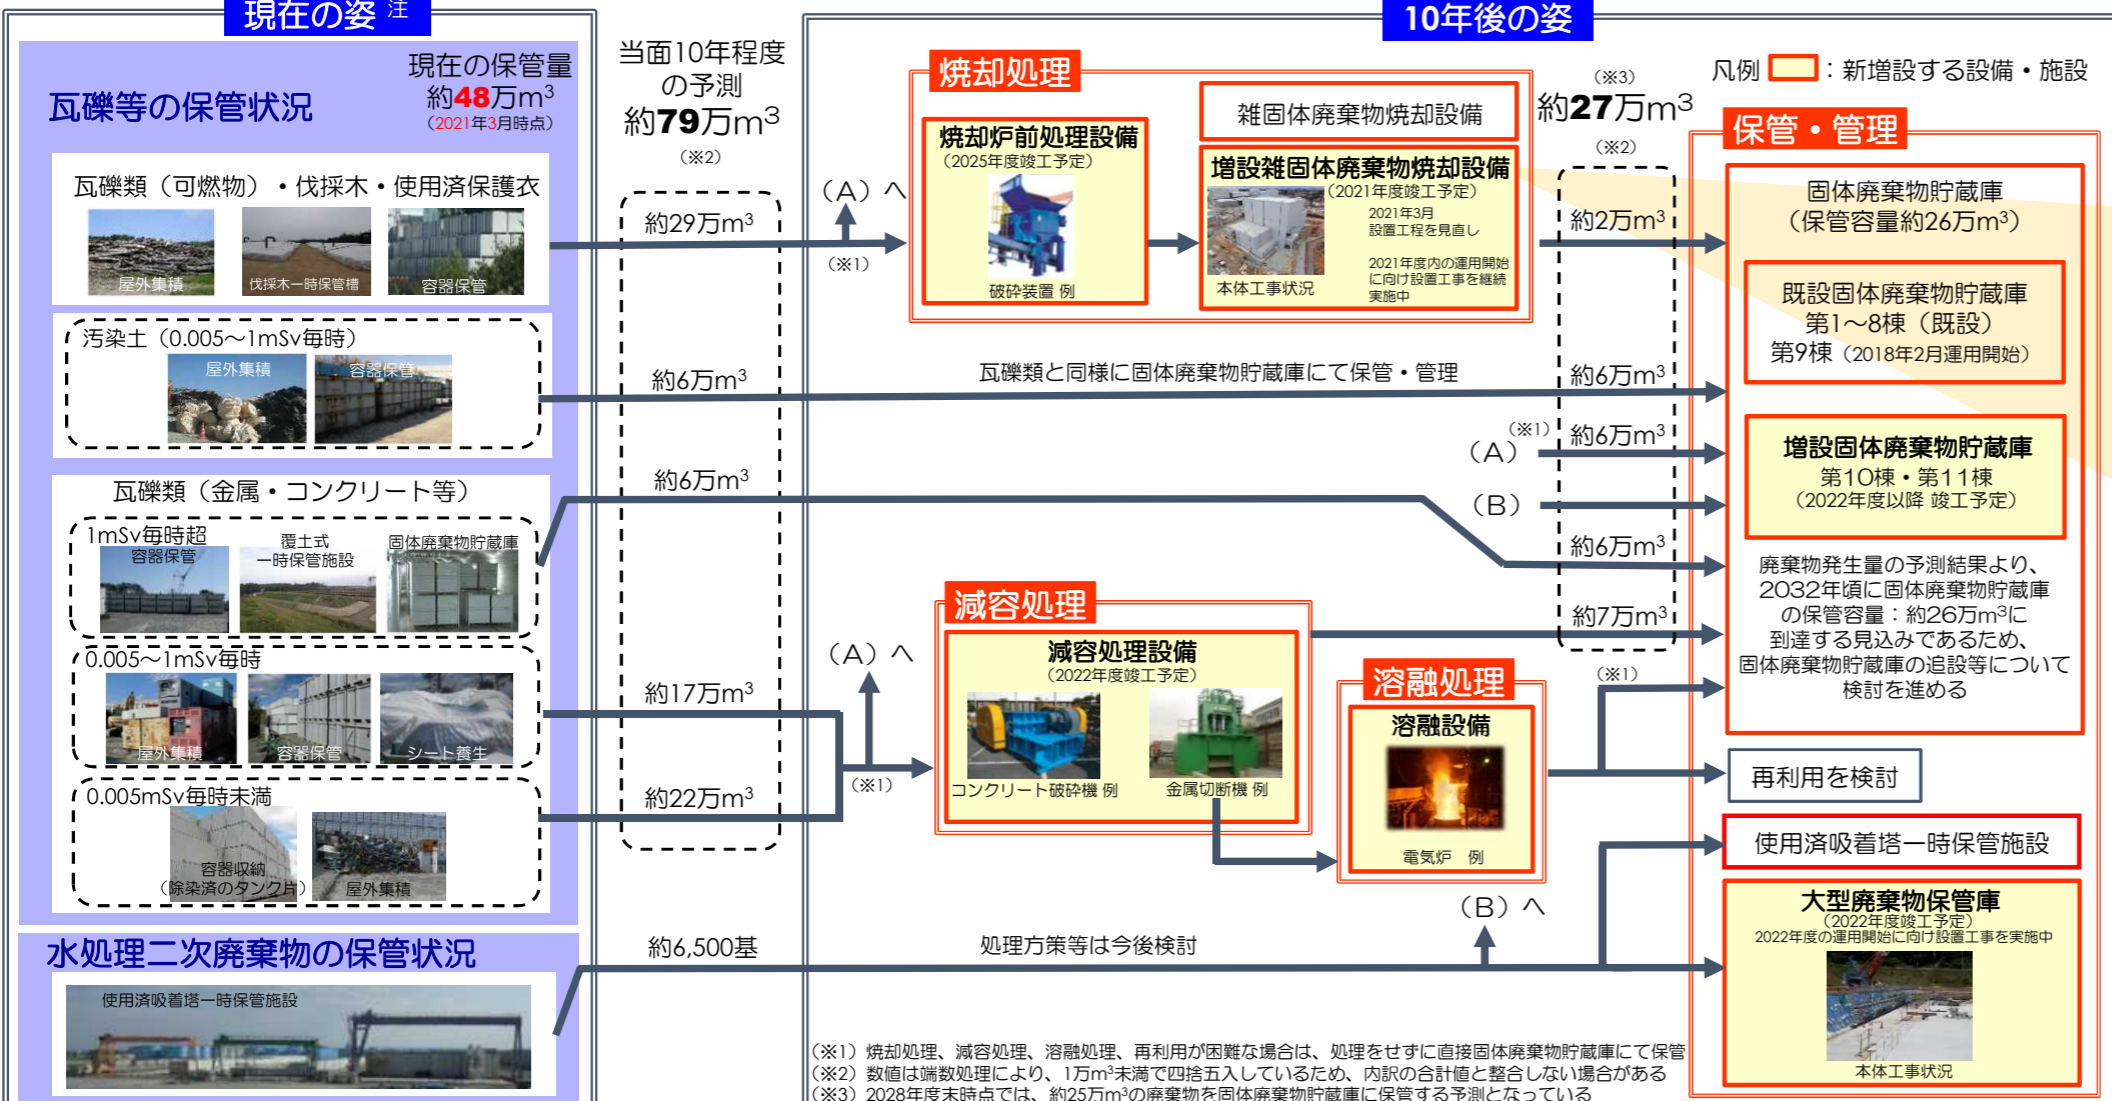 現在の姿 注
瓦礫等の保管状況
現在の保管量
約48万m³
（2021年3月時点）
瓦礫類（可燃物）・伐採木・使用済保護衣
屋外集積
伐採木一時保管槽
容器保管
汚染土（0.005～1mSv毎時）
屋外集積
容器保管
瓦礫類（金属・コンクリート等）
1mSv毎時超
容器保管
覆土式
一時保管施設
固体廃棄物貯蔵庫
0.005～1mSv毎時
屋外集積
容器保管
シート養生
0.005mSv毎時未満
容器収納
（除染済のタンク片）
屋外集積
水処理二次廃棄物の保管状況
使用済吸着塔一時保管施設
当面10年程度
の予測
約79万m³
（※2）
約29万m³
約6万m³
約6万m³
約17万m³
約22万m³
約6,500基
10年後の姿
凡例
：新増設する設備・施設
（A）へ
（※1）
焼却処理
焼却炉前処理設備
（2025年度竣工予定）
破砕装置 例
雑固体廃棄物焼却設備
増設雑固体廃棄物焼却設備
（2021年度竣工予定）
2021年3月
設置工程を見直し
2021年度内の運用開始
に向け設置工事を継続
実施中
本体工事状況
瓦礫類と同様に固体廃棄物貯蔵庫にて保管・管理
（A）へ
（※1）
減容処理
減容処理設備
（2022年度竣工予定）
コンクリート破砕機 例
金属切断機 例
溶融処理
溶融設備
電気炉　例
（B）へ
処理方策等は今後検討
（※3）
約27万m³
（※2）
約2万m³
約6万m³
（A）
（※1）
約6万m³
（B）
約6万m³
約7万m³
（※1）
保管・管理
固体廃棄物貯蔵庫
（保管容量約26万m³）
既設固体廃棄物貯蔵庫
第1～8棟（既設）
第9棟（2018年2月運用開始）
増設固体廃棄物貯蔵庫
第10棟・第11棟
（2022年度以降 竣工予定）
廃棄物発生量の予測結果より、
2032年頃に固体廃棄物貯蔵庫
の保管容量：約26万m³に
到達する見込みであるため、
固体廃棄物貯蔵庫の追設等について
検討を進める
再利用を検討
使用済吸着塔一時保管施設
大型廃棄物保管庫
（2022年度竣工予定）
2022年度の運用開始に向け設置工事を実施中
本体工事状況
（※1）焼却処理、減容処理、溶融処理、再利用が困難な場合は、処理をせずに直接固体廃棄物貯蔵庫にて保管
（※2）数値は端数処理により、1万m³未満で四捨五入しているため、内訳の合計値と整合しない場合がある
（※3）2028年度末時点では、約25万m³の廃棄物を固体廃棄物貯蔵庫に保管する予測となっている